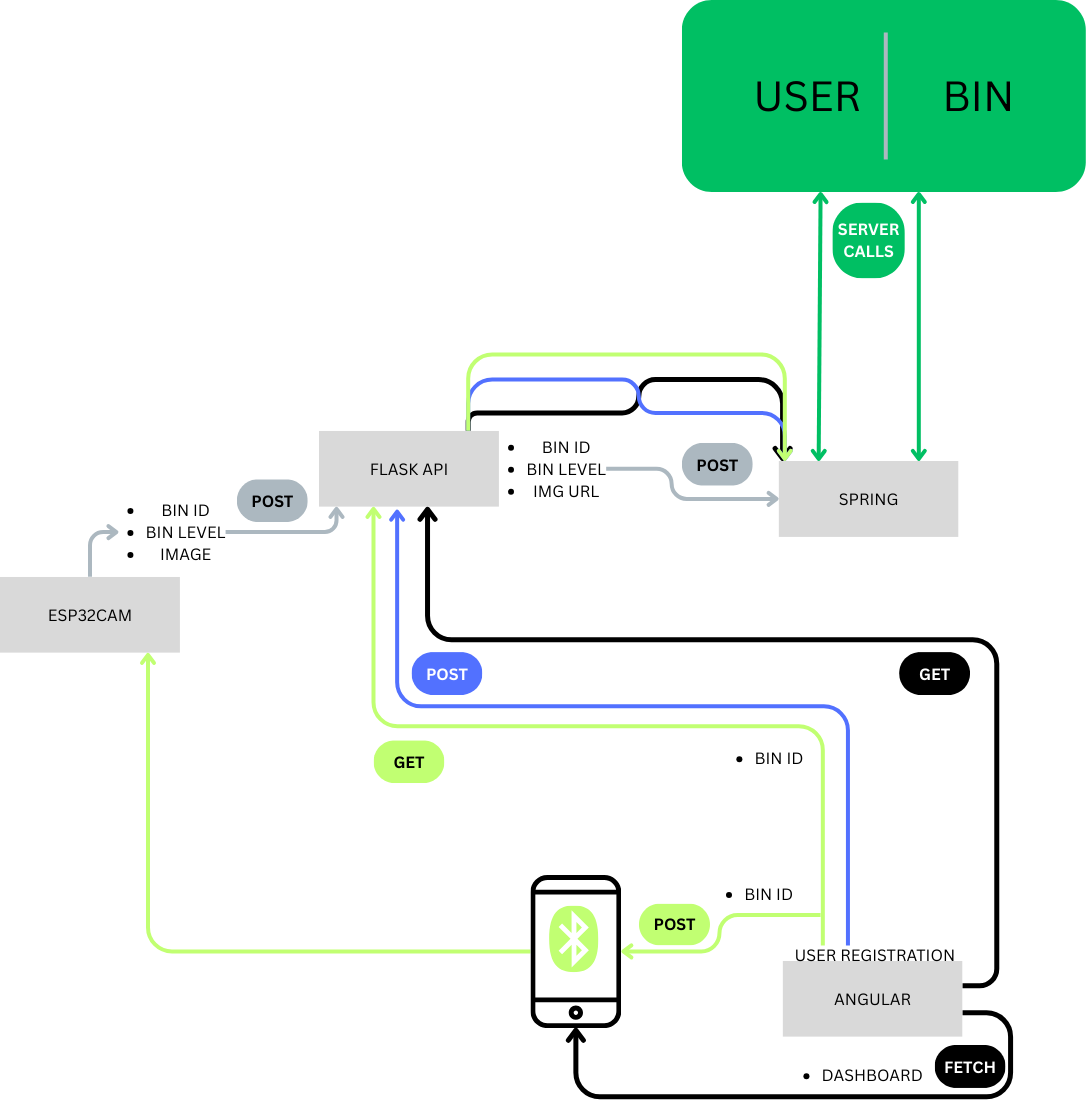 USER
BIN
SERVER
CALLS
BIN ID
BIN LEVEL
IMG URL
POST
FLASK API
SPRING
POST
BIN ID
BIN LEVEL
IMAGE
ESP32CAM
POST
GET
GET
BIN ID
BIN ID
POST
USER REGISTRATION
ANGULAR
FETCH
DASHBOARD